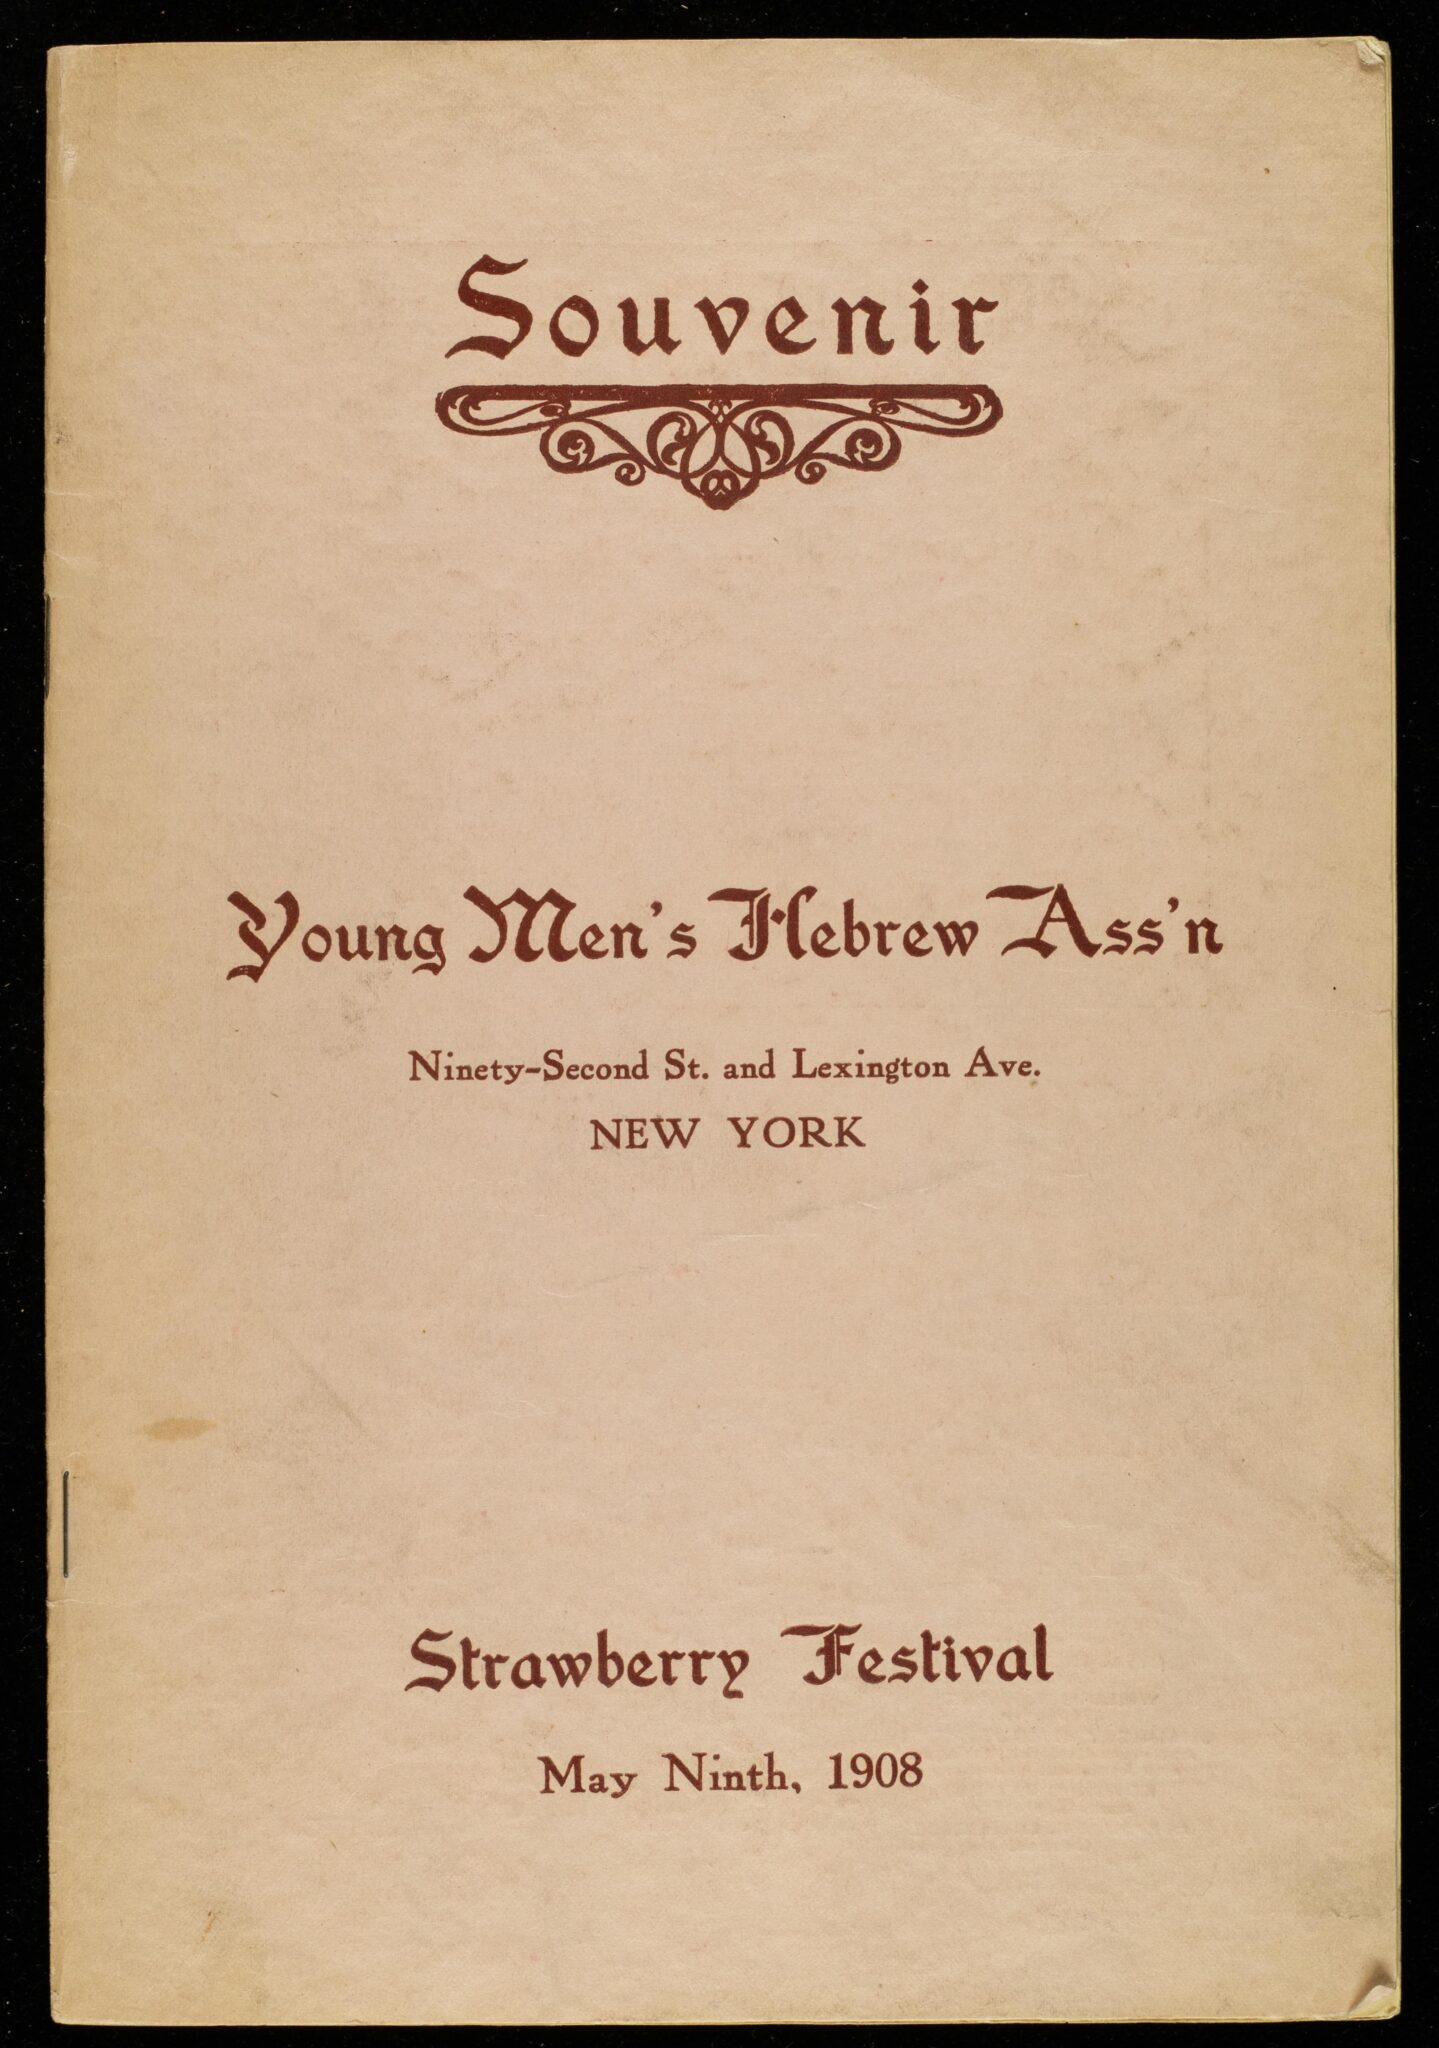 Souvenir
Young Men's Hebrew Ass'n
Ninety-Second St. and Lexington Ave.
NEW YORK
Strawberry Festival
May Ninth, 1908